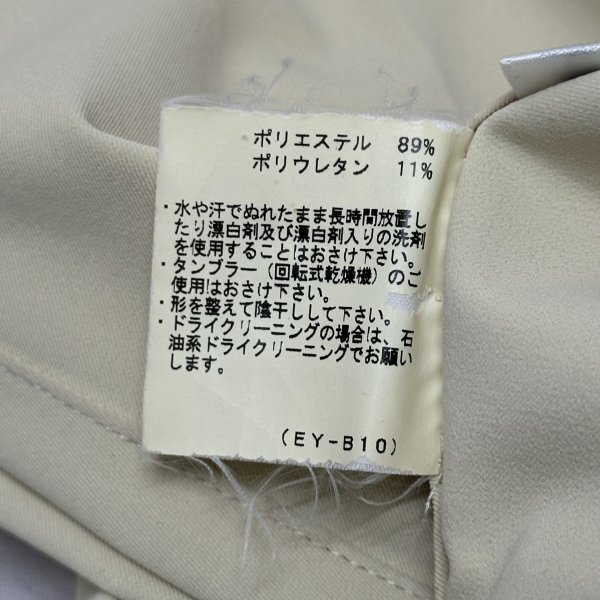 ポリエステル 89%
ポリウレタン 11%
・水や汗でぬれたまま長時間放置し
たり漂白剤及び漂白剤入りの洗剤
を使用することはおさけ下さい。
・タンブラー（回転式乾燥機）のご
使用はおさけ下さい。
・形を整えて陰干しして下さい。
・ドライクリーニングの場合は、石
油系ドライクリーニングでお願い
します。
(EY-B10)